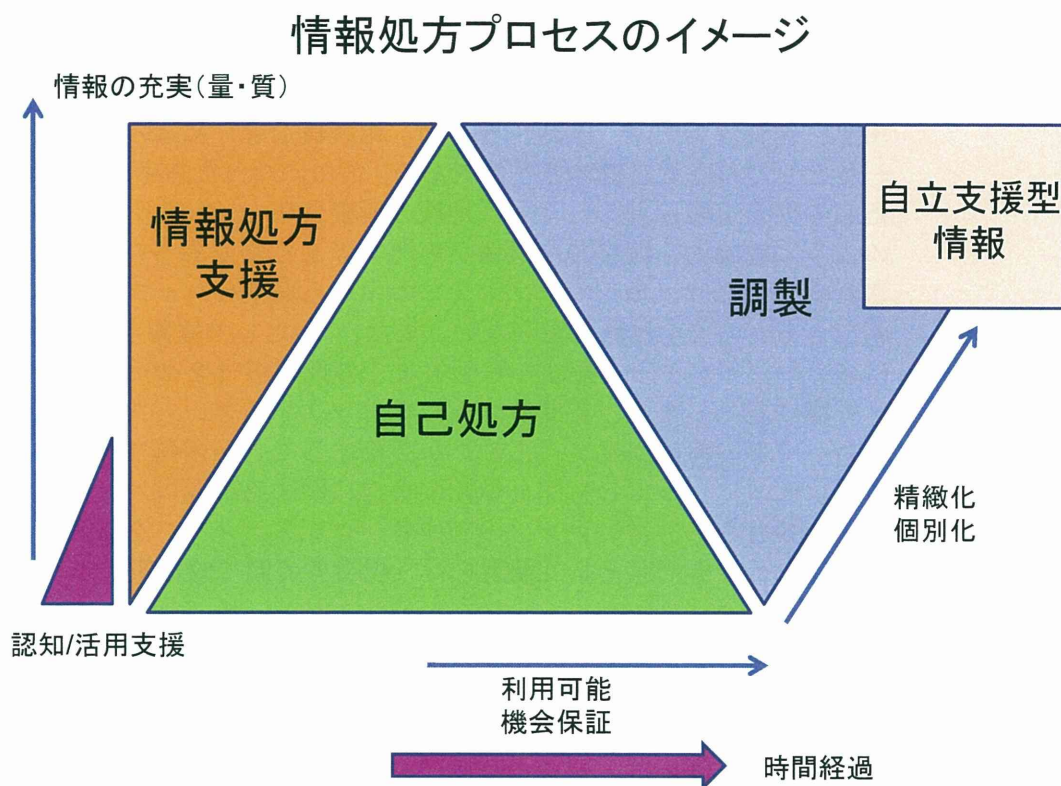 情報処方プロセスのイメージ
情報の充実(量・質)
情報処方
支援
自己処方
調製
自立支援型
情報
精緻化
個別化
認知/活用支援
利用可能
機会保証
時間経過